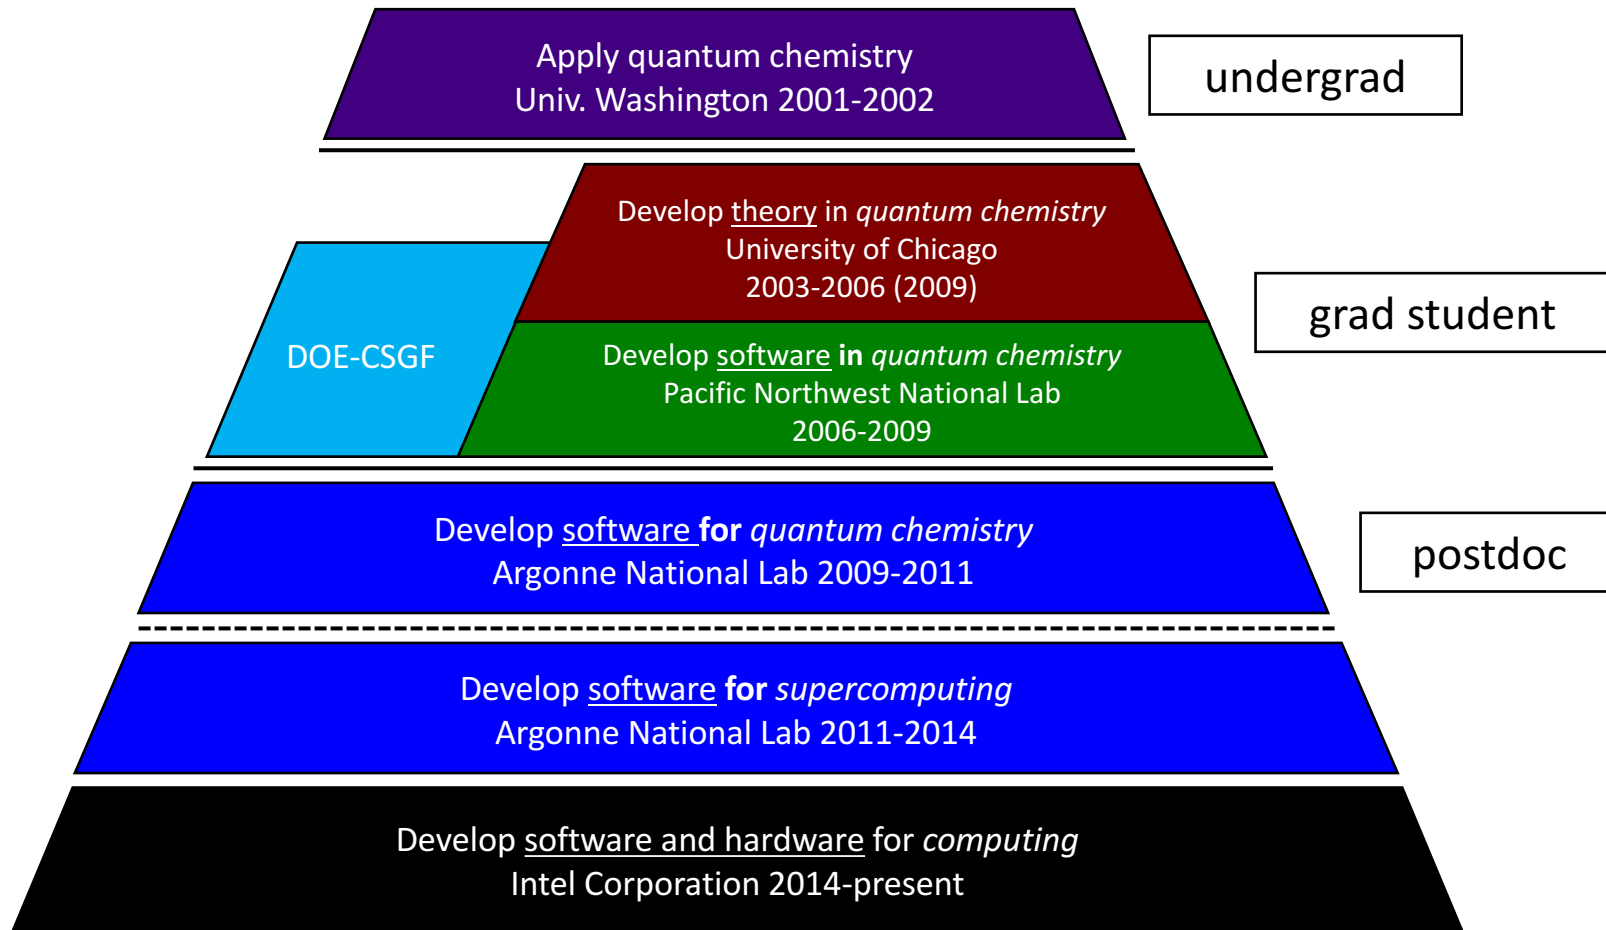 Apply quantum chemistry
Univ. Washington 2001-2002
undergrad
Develop theory in quantum chemistry
University of Chicago
2003-2006 (2009)
grad student
DOE-CSGF
Develop software in quantum chemistry
Pacific Northwest National Lab
2006-2009
Develop software for quantum chemistry
Argonne National Lab 2009-2011
postdoc
Develop software for supercomputing
Argonne National Lab 2011-2014
Develop software and hardware for computing
Intel Corporation 2014-present